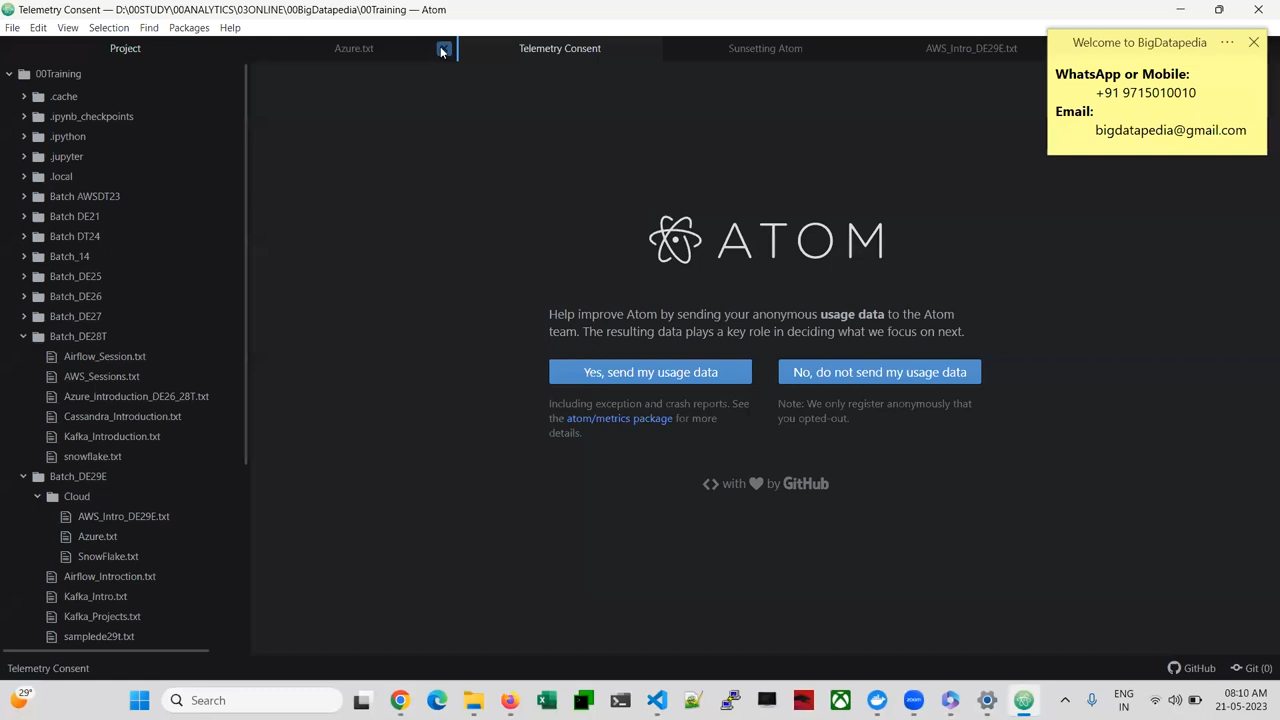 Telemetry Consent — D:\00STUDY\00ANALYTICS\03ONLINE\00BigDatapedia\00Training — Atom
File Edit View Selection Find Packages Help
Project
Azure.txt
Telemetry Consent
Sunsetting Atom
AWS_Intro_DE29E.txt
Welcome to BigDatapedia ···
WhatsApp or Mobile:
+91 9715010010
Email:
bigdatapedia@gmail.com
00Training
.cache
.ipynb_checkpoints
.ipython
.jupyter
.local
Batch AWSDT23
Batch DE21
Batch DT24
Batch_14
Batch_DE25
Batch_DE26
Batch_DE27
Batch_DE28T
Airflow_Session.txt
AWS_Sessions.txt
Azure_introduction_DE26_28T.txt
Cassandra_Introduction.txt
Kafka_Introduction.txt
snowflake.txt
Batch_DE29E
Cloud
AWS_Intro_DE29E.txt
Azure.txt
SnowFlake.txt
Airflow_Introction.txt
Kafka_Intro.txt
Kafka_Projects.txt
samplede29t.txt
ATOM
Help improve Atom by sending your anonymous usage data to the Atom
team. The resulting data plays a key role in deciding what we focus on next.
Yes, send my usage data
No, do not send my usage data
Including exception and crash reports. See
the atom/metrics package for more
details.
Note: We only register anonymously that
you opted-out.
<> with ♥ by GitHub
Telemetry Consent
GitHub
Git (0)
29°
Search
zoom
ENG
IN
08:10 AM
21-05-2023